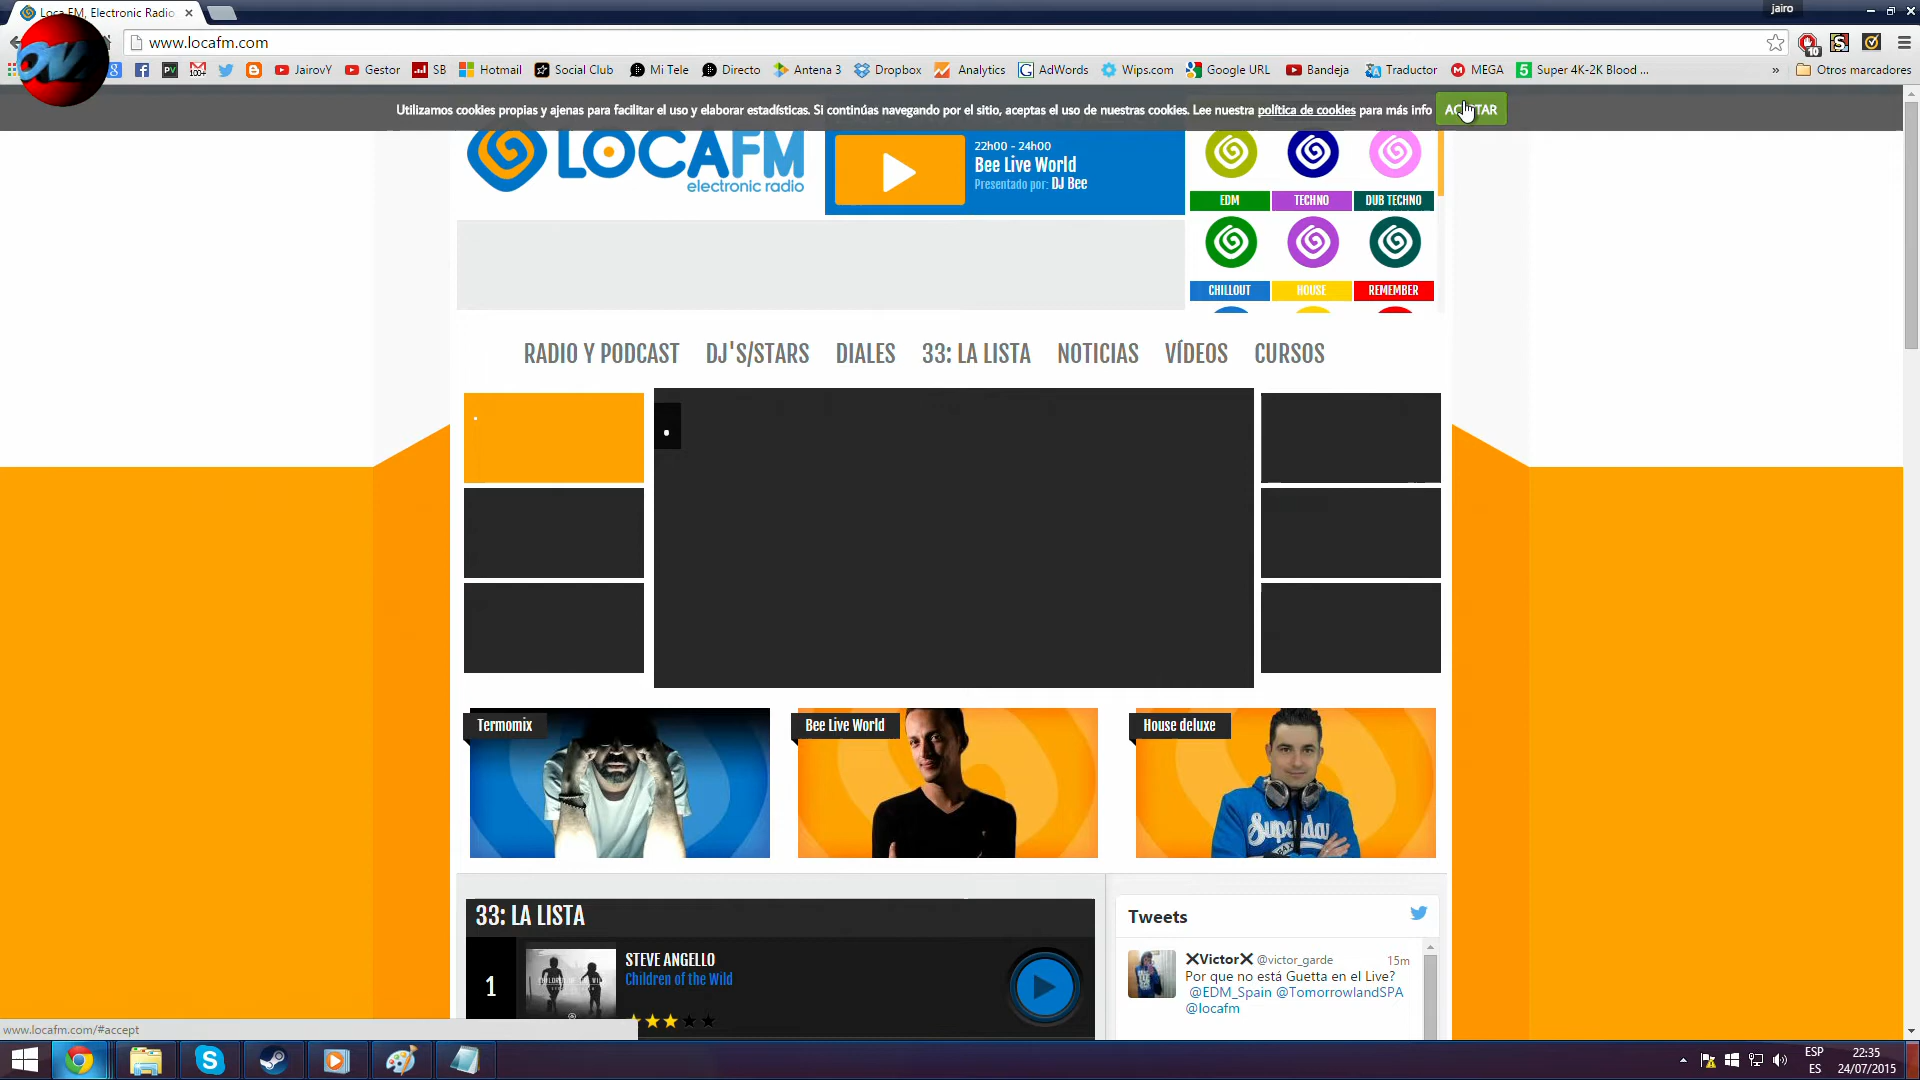 Loca FM, Electronic Radio
jairo
www.locafm.com
JairovY
Gestor
SB
Hotmail
Social Club
Mi Tele
Directo
Antena 3
Dropbox
Analytics
AdWords
Wips.com
Google URL
Bandeja
Traductor
MEGA
Super 4K-2K Blood ...
»
Otros marcadores
Utilizamos cookies propias y ajenas para facilitar el uso y elaborar estadísticas. Si continúas navegando por el sitio, aceptas el uso de nuestras cookies. Lee nuestra política de cookies para más info
LOCAFM
electronic radio
22h00 - 24h00
Bee Live World
Presentado por: DJ Bee
EDM
TECHNO
DUB TECHNO
CHILLOUT
HOUSE
REMEMBER
RADIO Y PODCAST
DJ'S/STARS
DIALES
33: LA LISTA
NOTICIAS
VÍDEOS
CURSOS
Termomix
Bee Live World
House deluxe
33: LA LISTA
Tweets
1
STEVE ANGELLO
Children of the Wild
XVictorX @victor_garde 15m
Por que no está Guetta en el Live?
@EDM_Spain @TomorrowlandSPA
@locafm
www.locafm.com/#accept
ESP
ES
22:35
24/07/2015